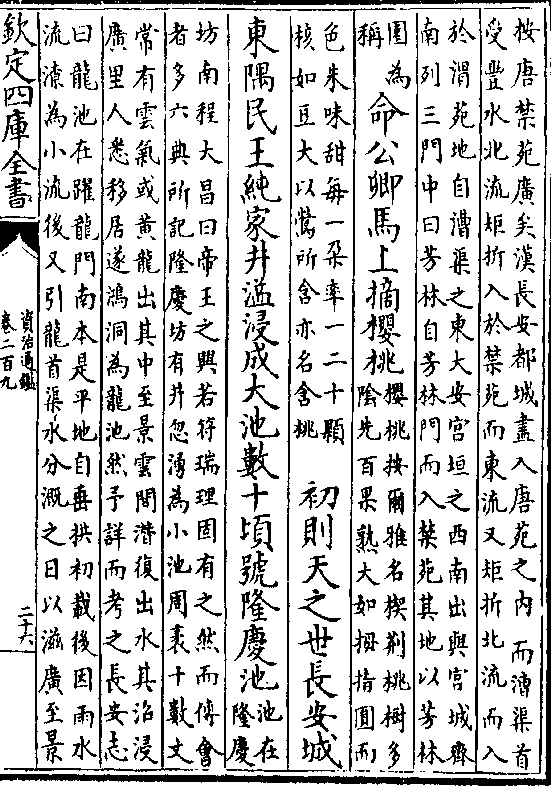 按唐禁苑廣矣漢長安都城盡入唐苑之内而漕渠首
受豐水北流矩折入於禁苑而東流又矩折北流而入
於渭苑地自漕渠之東大安宫垣之西南出與宫城齊
南列三門中曰芳林自芳林門而入禁苑其地以芳林
園為
稱
命公卿馬上摘櫻桃
櫻桃按爾雅名楔荆桃樹多
陰先百果熟大如拇指圓而
色朱味甜每一朶率一二十顆
核如豆大以鶯所含亦名含桃
初則天之世長安城
東隅民王純家井溢浸成大池數十頃號隆慶池
池在
隆慶
坊南程大昌曰帝王之興若符瑞理固有之然而傅會
者多六典所記隆慶坊有井忽湧為小池周袤十數丈
常有雲氣或黄龍出其中至景雲間潛復出水其沼浸
廣里人悉移居遂鴻洞為龍池然予詳而考之長安志
曰龍池在躍龍門南本是平地自垂拱初載後因雨水
流潦為小流後又引龍首渠水分溉之日以滋廣至景
欽定四庫全書
資治通鑑
卷二百九
二十六